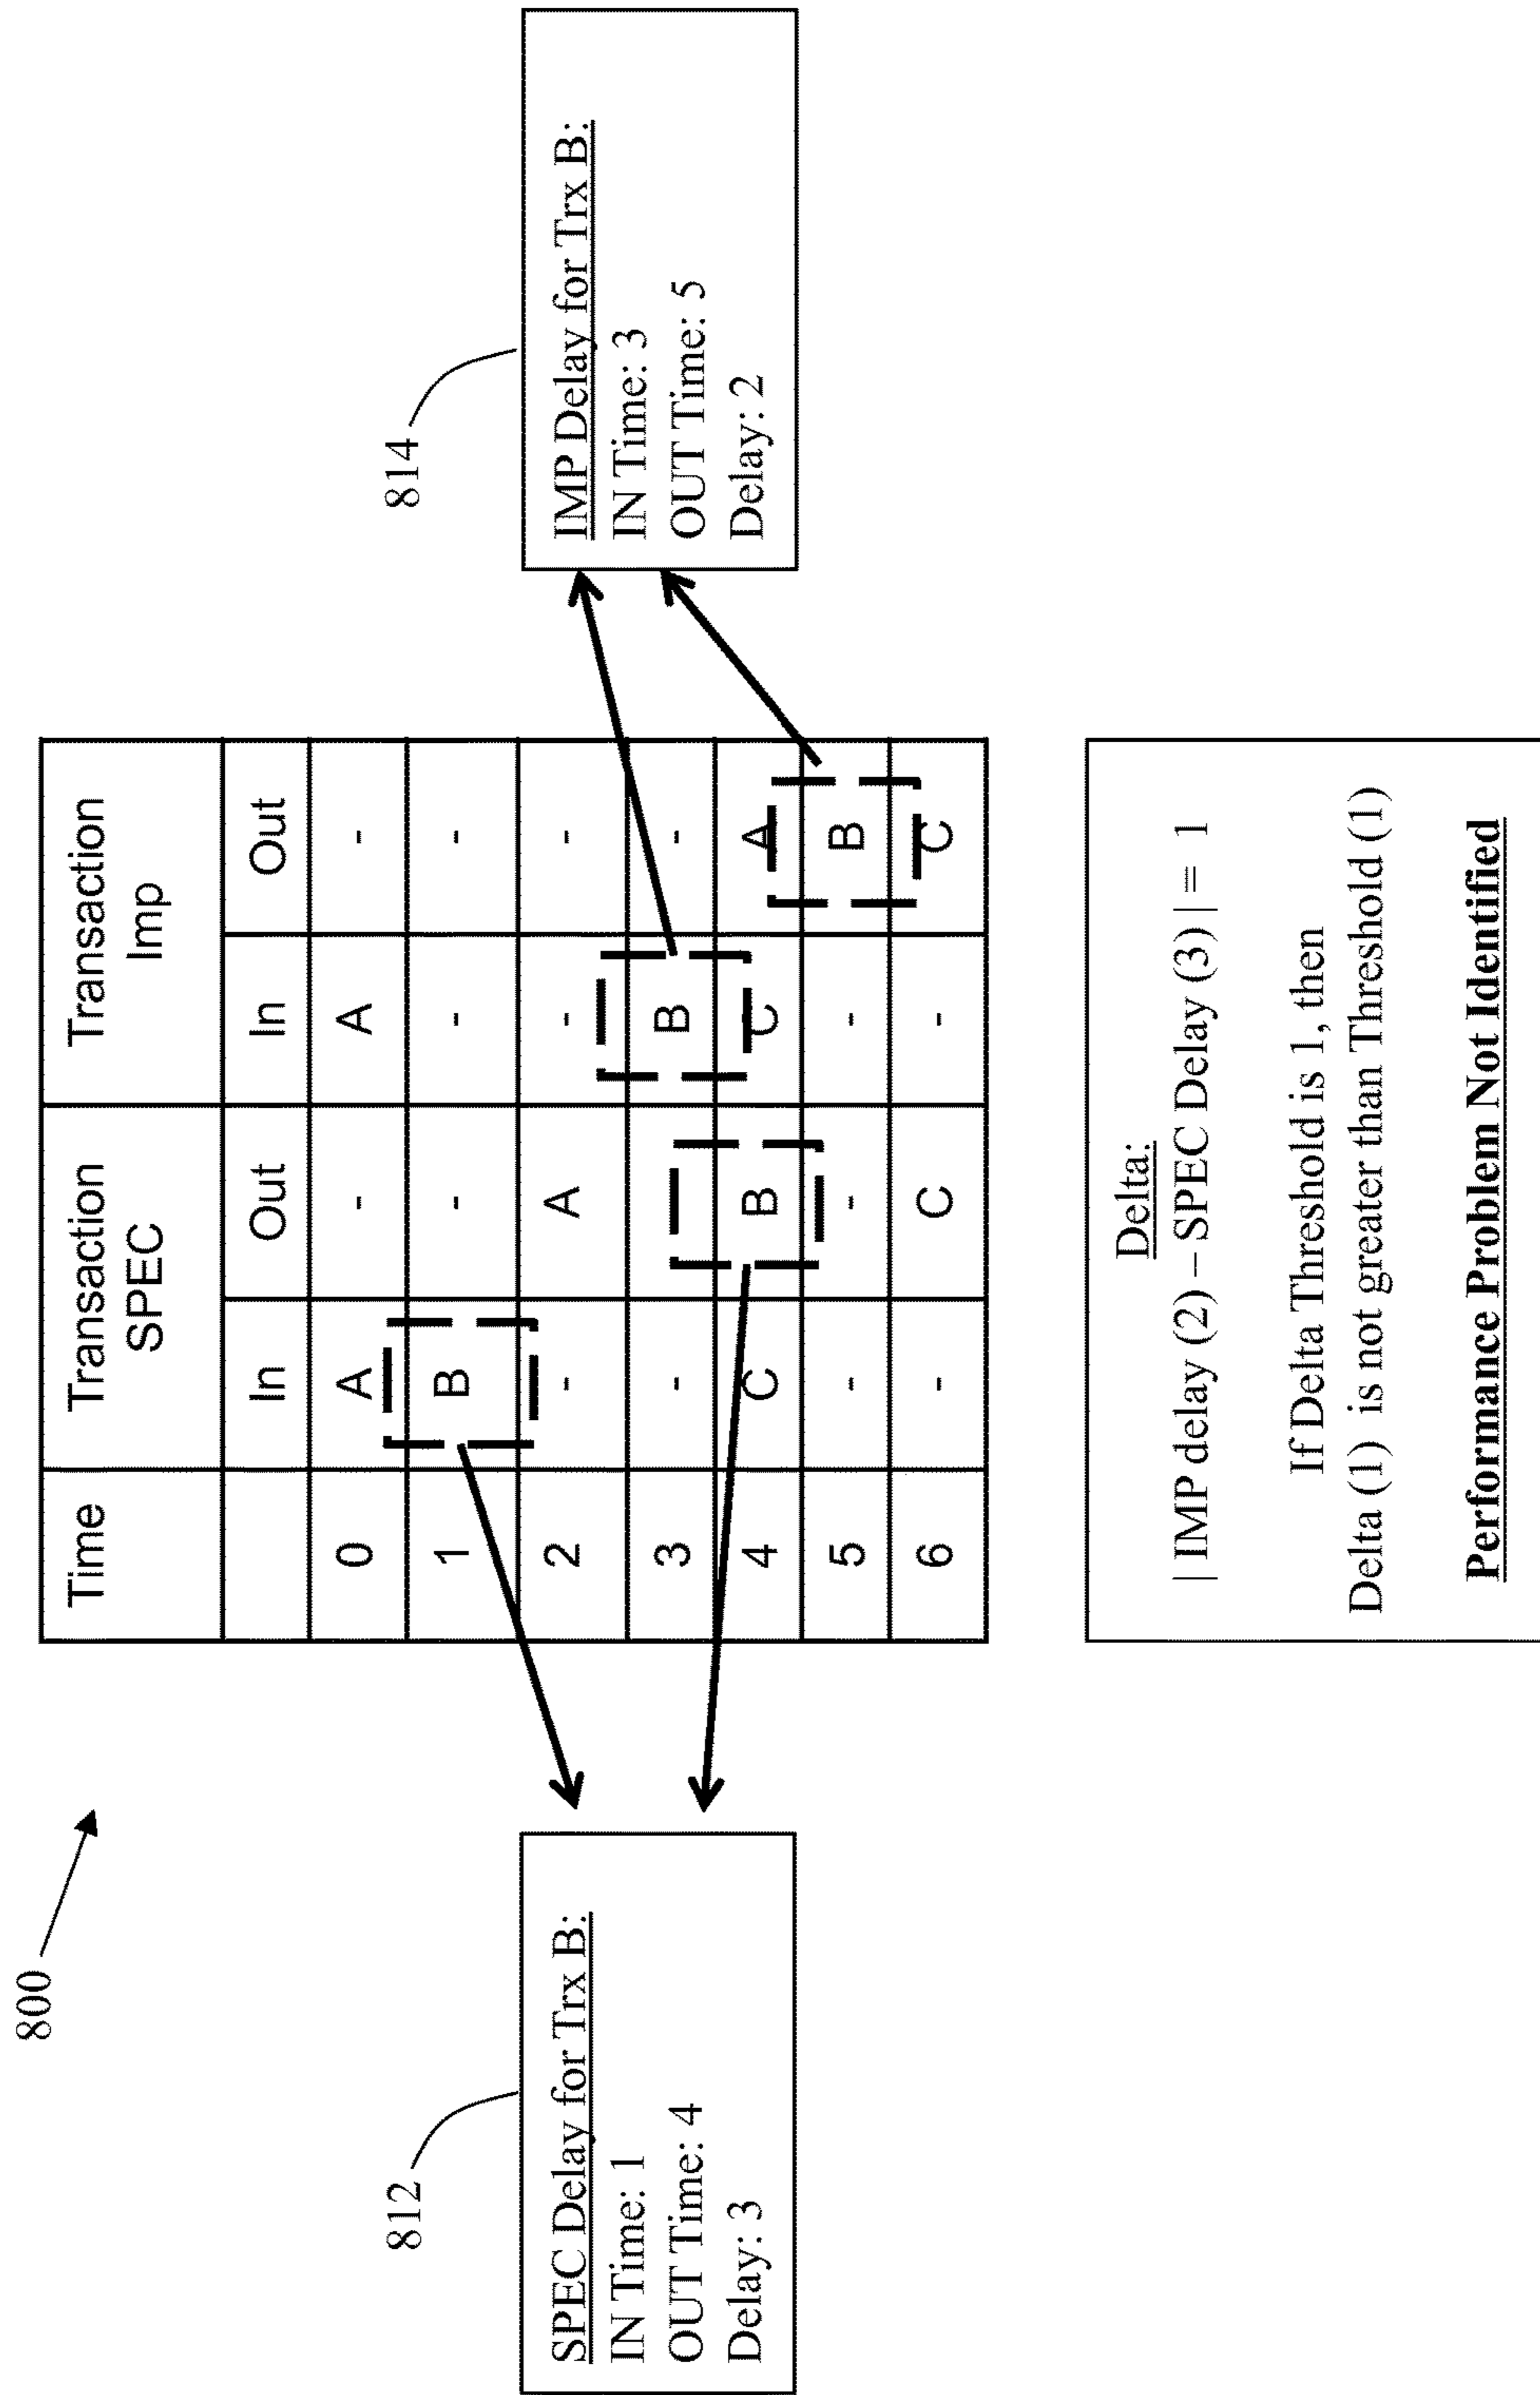 800
Time Transaction SPEC Transaction Imp
In Out In Out
0 A - A -
1 B - - -
2 - A - -
3 - - B -
4 C B C A
5 - - - B
6 - C - C
812
SPEC Delay for Trx B:
IN Time: 1
OUT Time: 4
Delay: 3
814
IMP Delay for Trx B:
IN Time: 3
OUT Time: 5
Delay: 2
Delta:
| IMP delay (2) – SPEC Delay (3) | = 1
If Delta Threshold is 1, then
Delta (1) is not greater than Threshold (1)
Performance Problem Not Identified